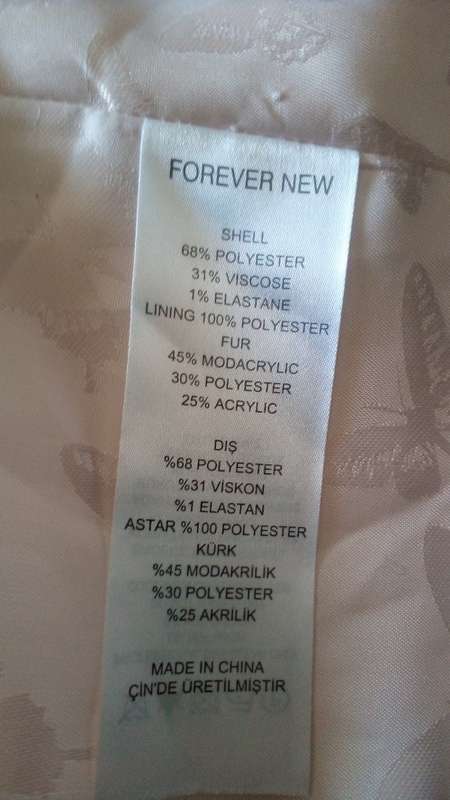 FOREVER NEW
SHELL
68% POLYESTER
31% VISCOSE
1% ELASTANE
LINING 100% POLYESTER
FUR
45% MODACRYLIC
30% POLYESTER
25% ACRYLIC
DIŞ
%68 POLYESTER
%31 VİSKON
%1 ELASTAN
ASTAR %100 POLYESTER
KÜRK
%45 MODAKRİLİK
%30 POLYESTER
%25 AKRİLİK
MADE IN CHINA
ÇİN'DE ÜRETİLMİŞTİR